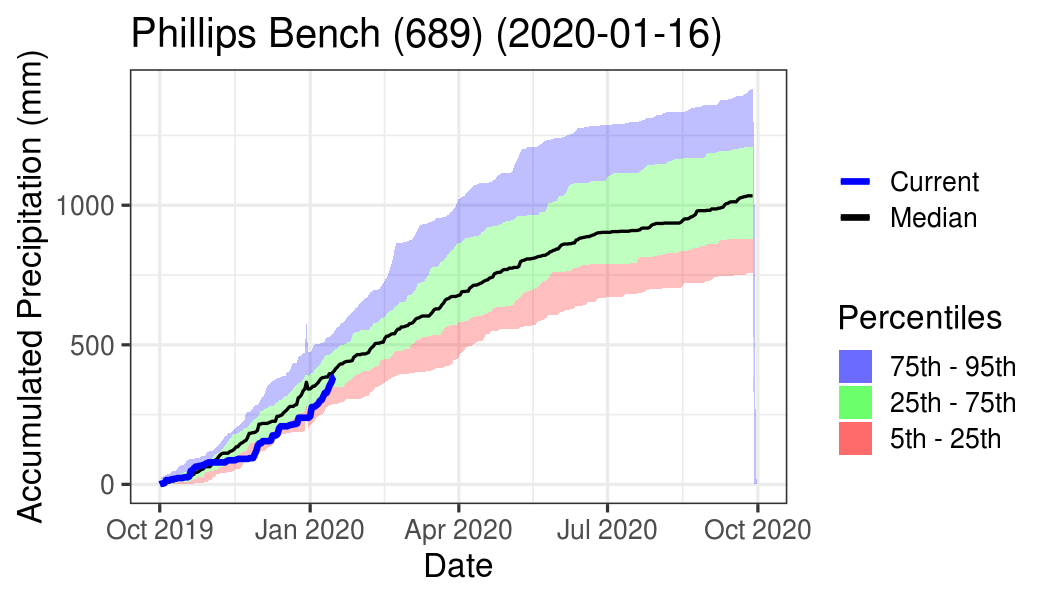 Phillips Bench (689) (2020-01-16)
Accumulated Precipitation (mm)
1000
500
0
Oct 2019
Jan 2020
Apr 2020
Jul 2020
Oct 2020
Date
Current
Median
Percentiles
75th - 95th
25th - 75th
5th - 25th